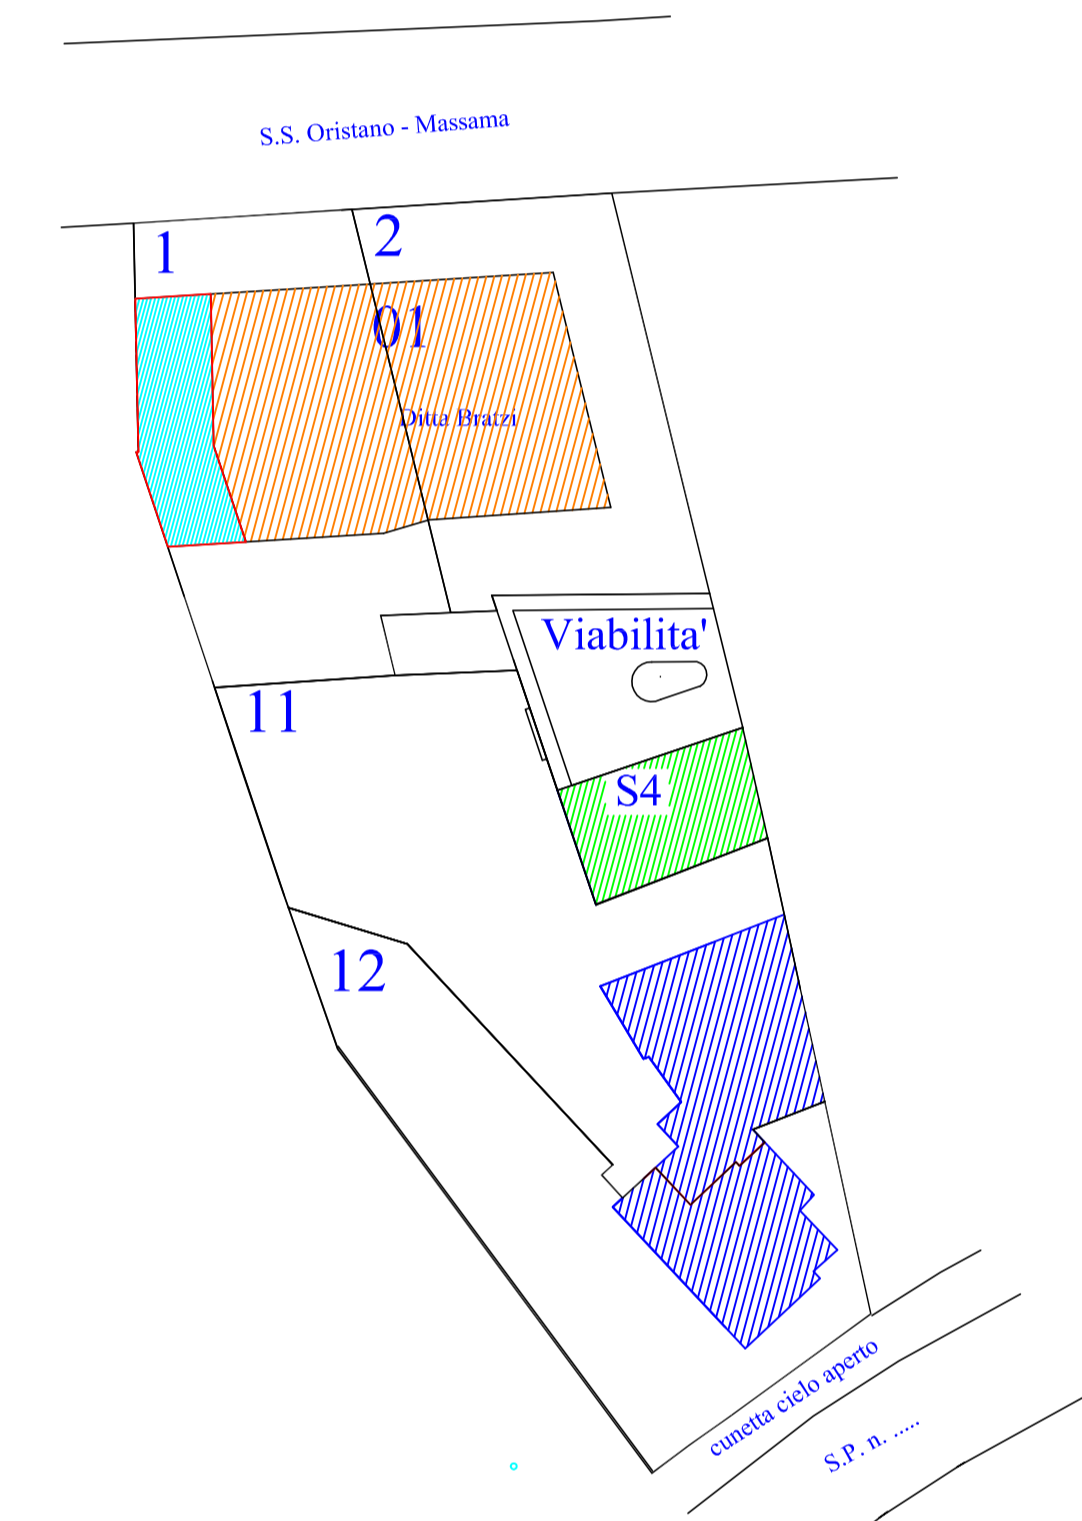 S.S. Oristano - Massama
1
2
01
Ditta Bratzi
Viabilita'
11
S4
12
cunetta cielo aperto
S.P. n. .....